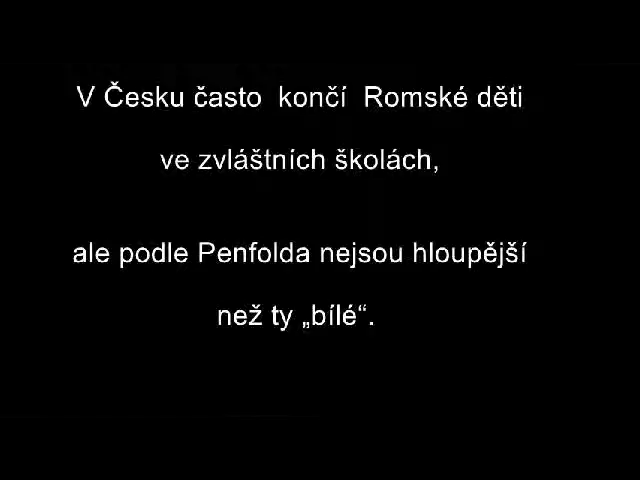 V Česku často končí Romské děti
ve zvláštních školách,
ale podle Penfolda nejsou hloupější
než ty „bílé“.